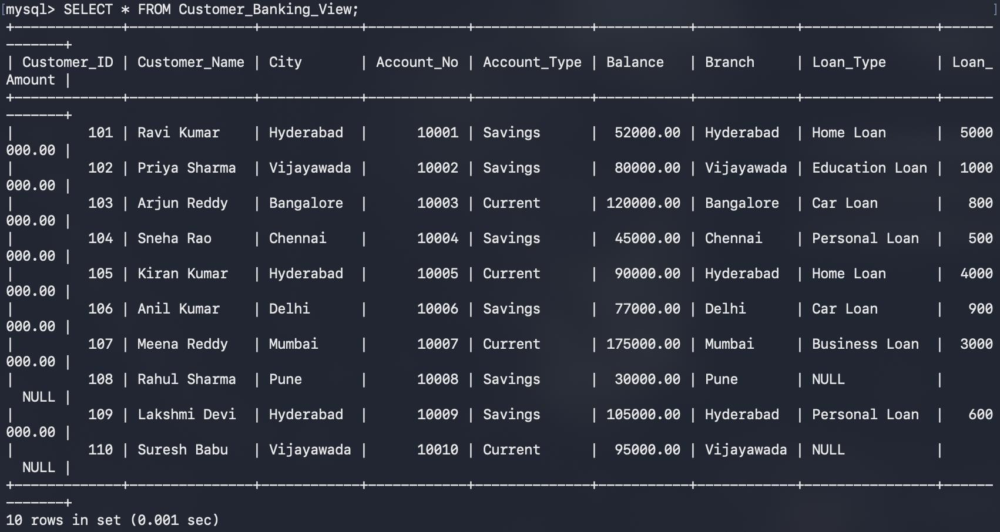 [mysql> SELECT * FROM Customer_Banking_View;                                                                             ]
+-------------+---------------+------------+------------+--------------+-----------+------------+----------------+------
-------+
| Customer_ID | Customer_Name | City       | Account_No | Account_Type | Balance   | Branch     | Loan_Type      | Loan_
Amount |
+-------------+---------------+------------+------------+--------------+-----------+------------+----------------+------
-------+
|         101 | Ravi Kumar    | Hyderabad  |      10001 | Savings      |  52000.00 | Hyderabad  | Home Loan      |  5000
000.00 |
|         102 | Priya Sharma  | Vijayawada |      10002 | Savings      |  80000.00 | Vijayawada | Education Loan |  1000
000.00 |
|         103 | Arjun Reddy   | Bangalore  |      10003 | Current      | 120000.00 | Bangalore  | Car Loan       |   800
000.00 |
|         104 | Sneha Rao     | Chennai    |      10004 | Savings      |  45000.00 | Chennai    | Personal Loan  |   500
000.00 |
|         105 | Kiran Kumar   | Hyderabad  |      10005 | Current      |  90000.00 | Hyderabad  | Home Loan      |  4000
000.00 |
|         106 | Anil Kumar    | Delhi      |      10006 | Savings      |  77000.00 | Delhi      | Car Loan       |   900
000.00 |
|         107 | Meena Reddy   | Mumbai     |      10007 | Current      | 175000.00 | Mumbai     | Business Loan  |  3000
000.00 |
|         108 | Rahul Sharma  | Pune       |      10008 | Savings      |  30000.00 | Pune       | NULL           |
  NULL |
|         109 | Lakshmi Devi  | Hyderabad  |      10009 | Savings      | 105000.00 | Hyderabad  | Personal Loan  |   600
000.00 |
|         110 | Suresh Babu   | Vijayawada |      10010 | Current      |  95000.00 | Vijayawada | NULL           |
  NULL |
+-------------+---------------+------------+------------+--------------+-----------+------------+----------------+------
-------+
10 rows in set (0.001 sec)